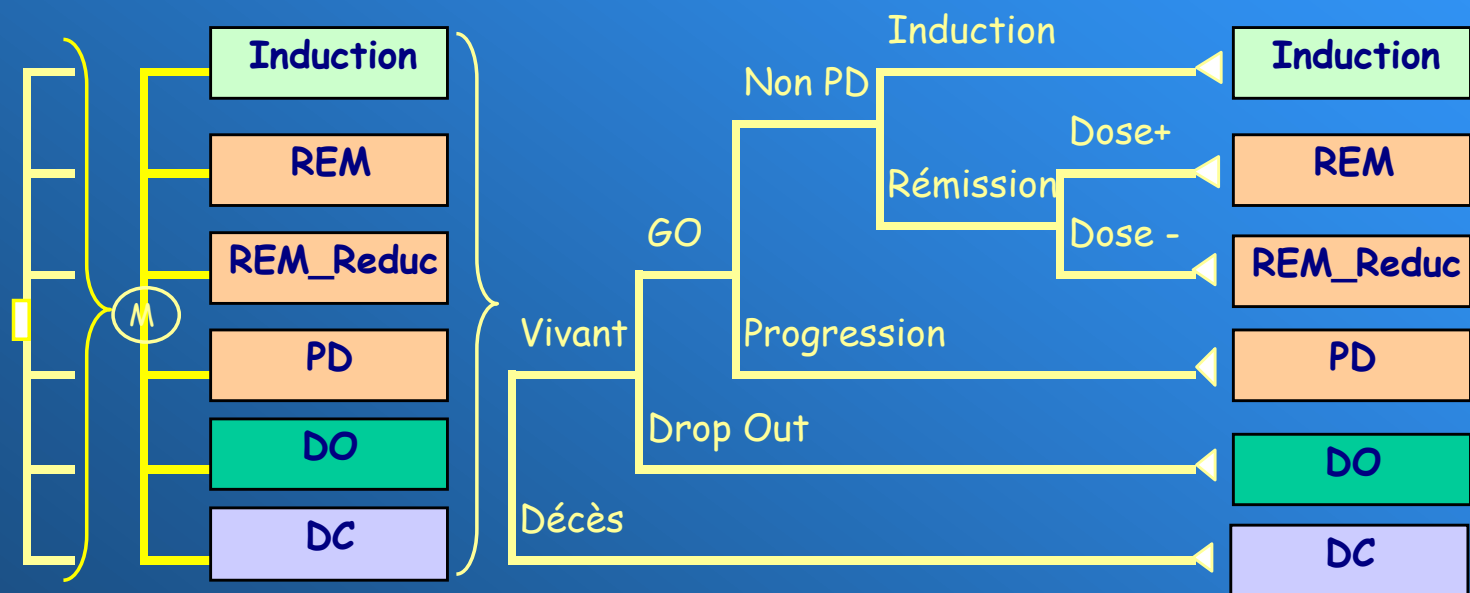 M
Induction
REM
REM_Reduc
PD
DO
DC
Vivant
Décès
GO
Drop Out
Non PD
Progression
Induction
Rémission
Dose+
Dose -
Induction
REM
REM_Reduc
PD
DO
DC